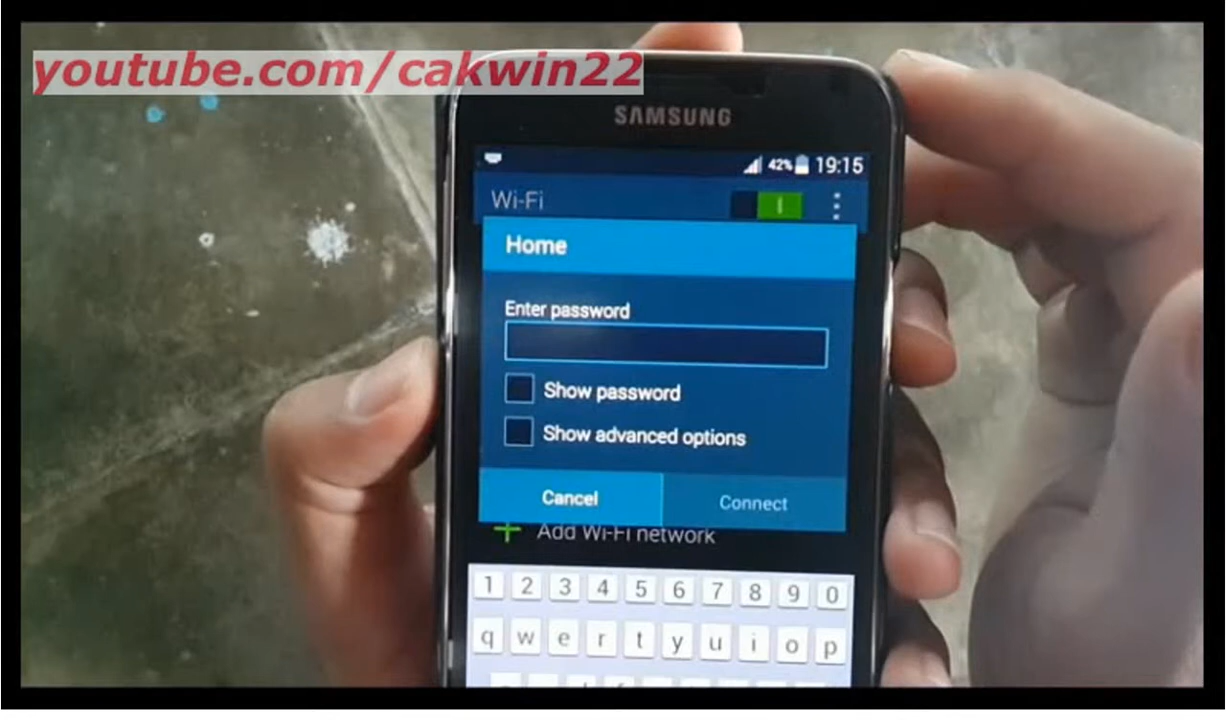 youtube.com/cakwin22
SAMSUNG
42% 19:15
Wi-Fi
Home
Enter password
Show password
Show advanced options
Cancel Connect
Add Wi-Fi network
1 2 3 4 5 6 7 8 9 0
q w e r t y u i o p